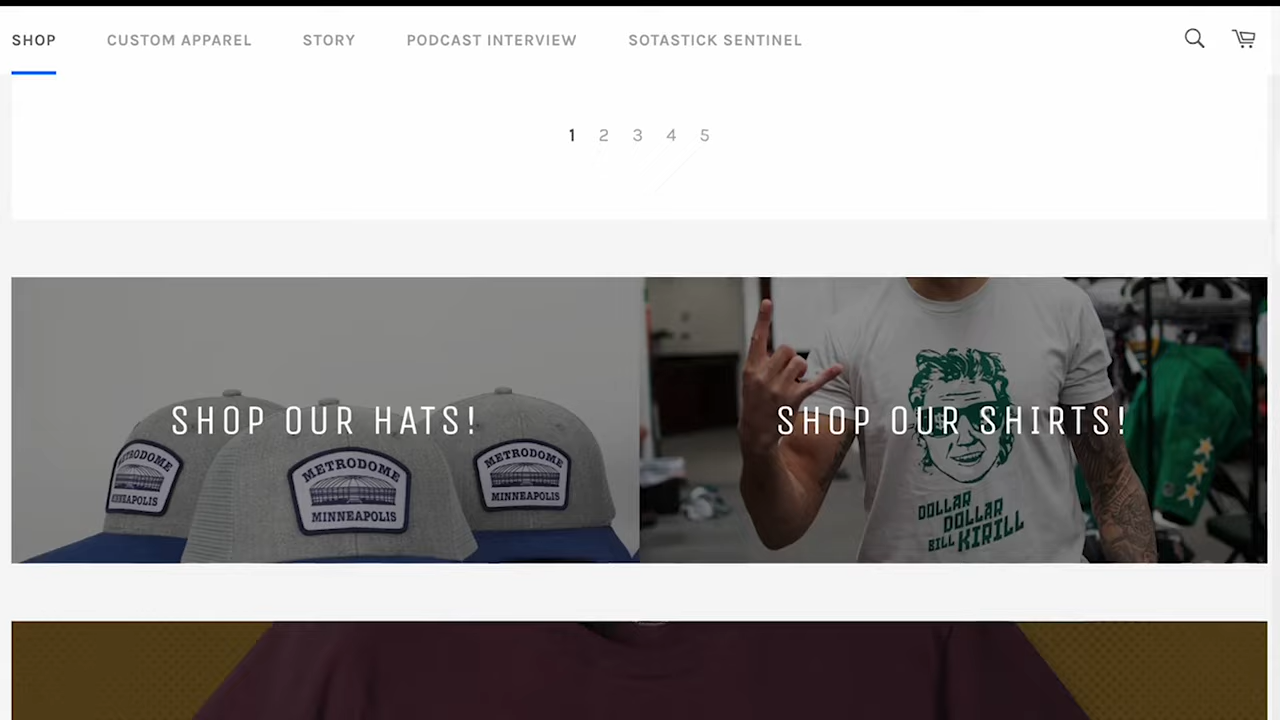 SHOP CUSTOM APPAREL STORY PODCAST INTERVIEW SOTASTICK SENTINEL
1 2 3 4 5
SHOP OUR HATS!
METRODOME
MINNEAPOLIS
METRODOME
MINNEAPOLIS
METRODOME
MINNEAPOLIS
SHOP OUR SHIRTS!
DOLLAR
DOLLAR
BILL KIRILL